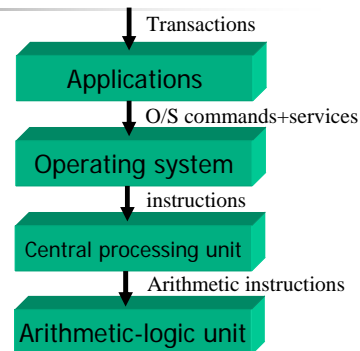 Transactions
Applications
O/S commands+services
Operating system
instructions
Central processing unit
Arithmetic instructions
Arithmetic-logic unit